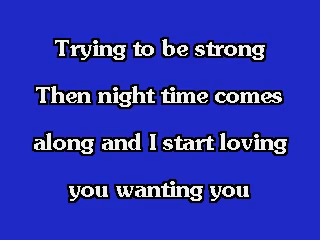 Trying to be strong
Then night time comes
along and I start loving
you wanting you